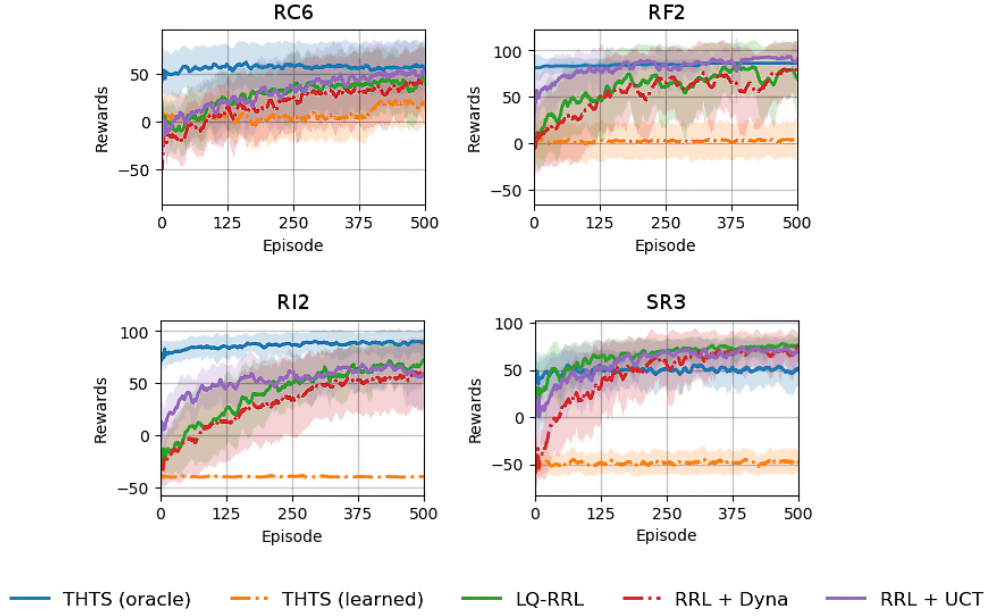 RC6
RF2
50
0
−50
100
50
0
−50
Rewards
Rewards
0 125 250 375 500
0 125 250 375 500
Episode
Episode
RI2
SR3
100
50
0
−50
100
50
0
−50
Rewards
Rewards
0 125 250 375 500
0 125 250 375 500
Episode
Episode
THTS (oracle) THTS (learned) LQ-RRL RRL + Dyna RRL + UCT